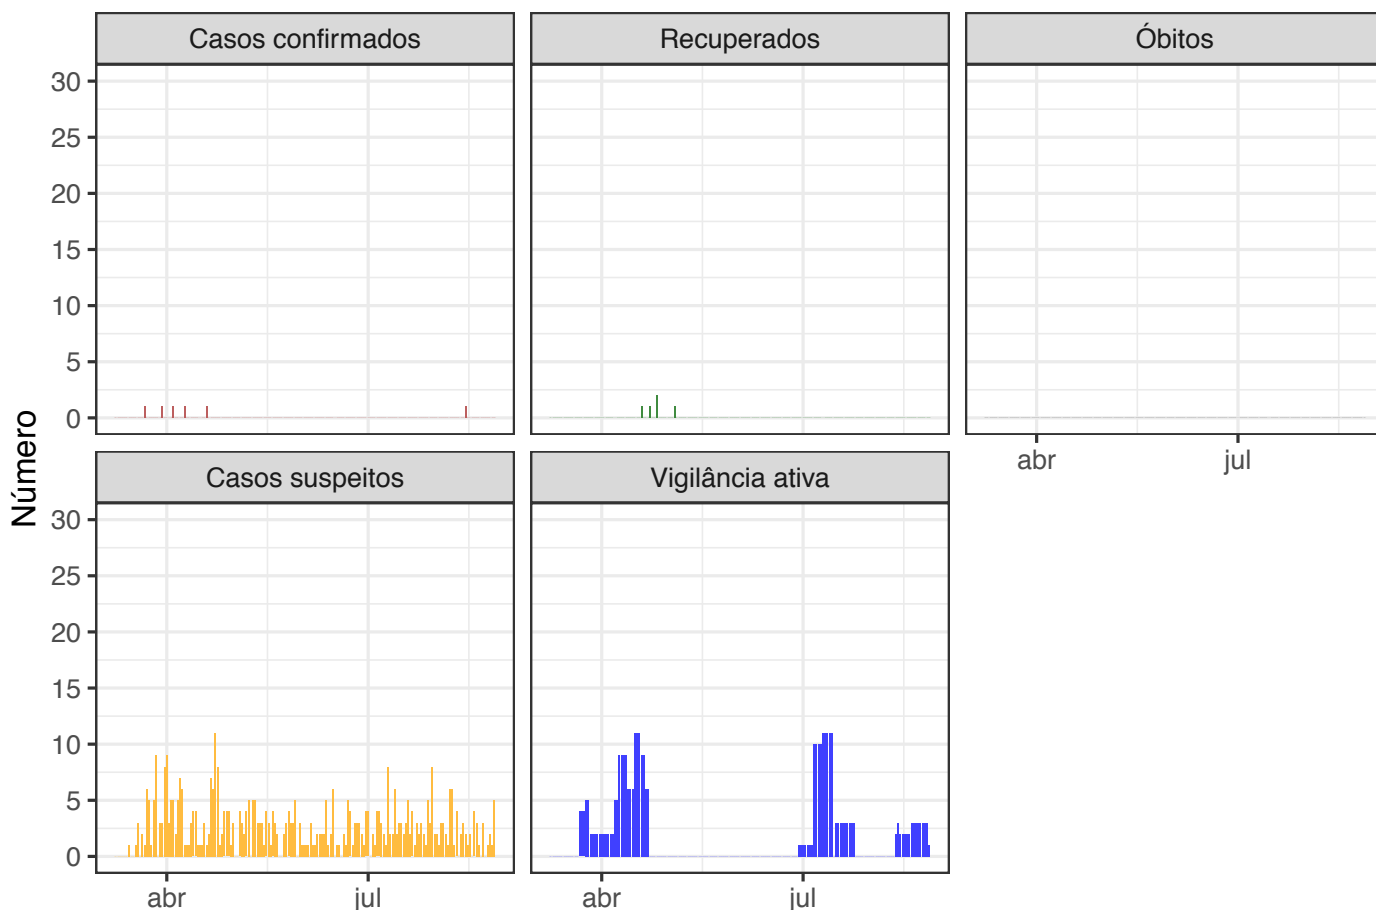 Casos confirmados
Recuperados
Óbitos
30
25
20
15
10
5
0
abr
jul
Número
Casos suspeitos
Vigilância ativa
30
25
20
15
10
5
0
abr
jul
abr
jul